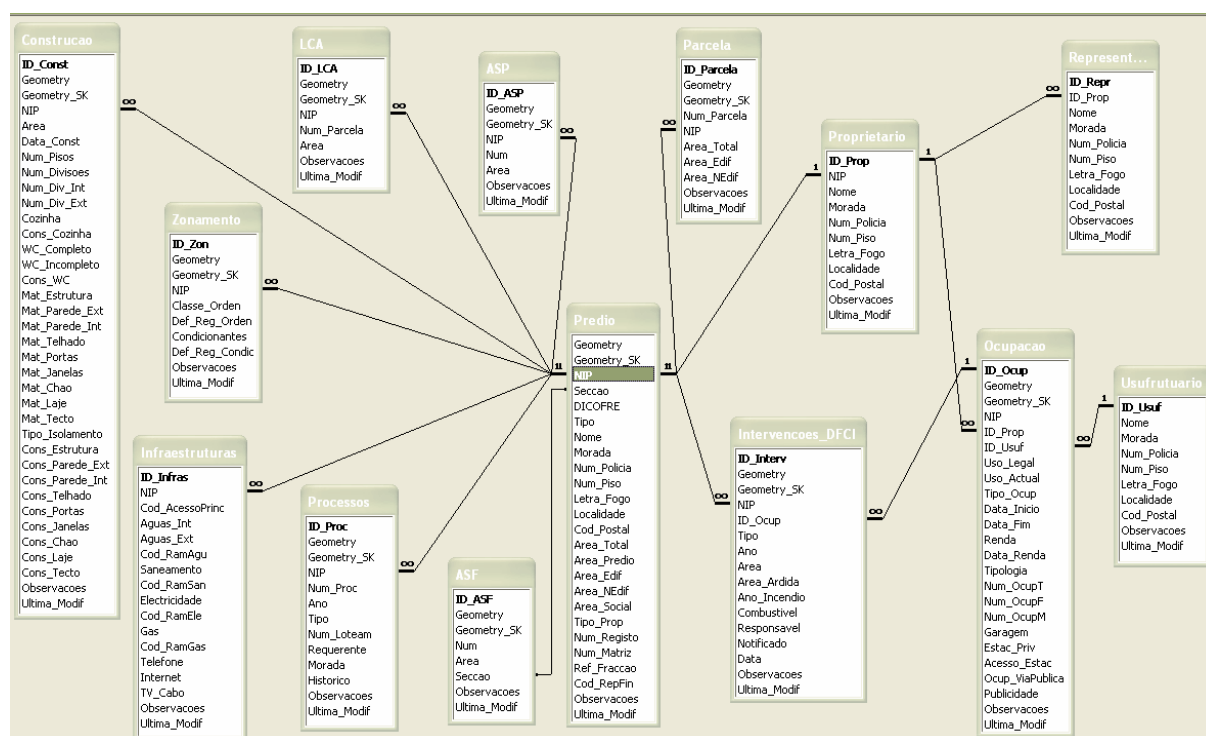 Construcao
ID_Const
Geometry
Geometry_SK
NIP
Area
Data_Const
Num_Pisos
Num_Divisoes
Num_Div_Int
Num_Div_Ext
Cozinha
Cons_Cozinha
WC_Completo
WC_Incompleto
Cons_WC
Mat_Estrutura
Mat_Parede_Ext
Mat_Parede_Int
Mat_Telhado
Mat_Portas
Mat_Janelas
Mat_Chao
Mat_Laje
Mat_Tecto
Tipo_Isolamento
Cons_Estrutura
Cons_Parede_Ext
Cons_Parede_Int
Cons_Telhado
Cons_Portas
Cons_Janelas
Cons_Chao
Cons_Laje
Cons_Tecto
Observacoes
Ultima_Modif
∞
LCA
ID_LCA
Geometry
Geometry_SK
NIP
Num_Parcela
Area
Observacoes
Ultima_Modif
∞
ASP
ID_ASP
Geometry
Geometry_SK
NIP
Num
Area
Observacoes
Ultima_Modif
∞
Parcela
ID_Parcela
Geometry
Geometry_SK
Num_Parcela
NIP
Area_Total
Area_Edif
Area_NEdif
Observacoes
Ultima_Modif
∞
Proprietario
ID_Prop
NIP
Nome
Morada
Num_Policia
Num_Piso
Letra_Fogo
Localidade
Cod_Postal
Observacoes
Ultima_Modif
1
1
Represent...
ID_Repr
ID_Prop
Nome
Morada
Num_Policia
Num_Piso
Letra_Fogo
Localidade
Cod_Postal
Observacoes
Ultima_Modif
∞
Zonamento
ID_Zon
Geometry
Geometry_SK
NIP
Classe_Orden
Def_Reg_Orden
Condicionantes
Def_Reg_Condic
Observacoes
Ultima_Modif
∞
Predio
Geometry
Geometry_SK
NIP
Seccao
DICOFRE
Tipo
Nome
Morada
Num_Policia
Num_Piso
Letra_Fogo
Localidade
Cod_Postal
Area_Total
Area_Predio
Area_Edif
Area_NEdif
Area_Social
Tipo_Prop
Num_Registo
Num_Matriz
Ref_Fraccao
Cod_RepFin
Observacoes
Ultima_Modif
11
11
Infraestruturas
ID_Infras
NIP
Cod_AcessoPrinc
Aguas_Int
Aguas_Ext
Cod_RamAgu
Saneamento
Cod_RamSan
Electricidade
Cod_RamEle
Gas
Cod_RamGas
Telefone
Internet
TV_Cabo
Observacoes
Ultima_Modif
∞
Processos
ID_Proc
Geometry
Geometry_SK
NIP
Num_Proc
Ano
Tipo
Num_Loteam
Requerente
Morada
Historico
Observacoes
Ultima_Modif
∞
ASF
ID_ASF
Geometry
Geometry_SK
Num
Area
Seccao
Observacoes
Ultima_Modif
Intervencoes_DFCI
ID_Interv
Geometry
Geometry_SK
NIP
ID_Ocup
Tipo
Ano
Area
Area_Ardida
Ano_Incendio
Combustivel
Responsavel
Notificado
Data
Observacoes
Ultima_Modif
∞
∞
Ocupacao
ID_Ocup
Geometry
Geometry_SK
NIP
ID_Prop
ID_Usuf
Uso_Legal
Uso_Actual
Tipo_Ocup
Data_Inicio
Data_Fim
Renda
Data_Renda
Tipologia
Num_OcupT
Num_OcupF
Num_OcupM
Garagem
Estac_Priv
Acesso_Estac
Ocup_ViaPublica
Publicidade
Observacoes
Ultima_Modif
1
∞
∞
Usufrutuario
ID_Usuf
Nome
Morada
Num_Policia
Num_Piso
Letra_Fogo
Localidade
Cod_Postal
Observacoes
Ultima_Modif
1